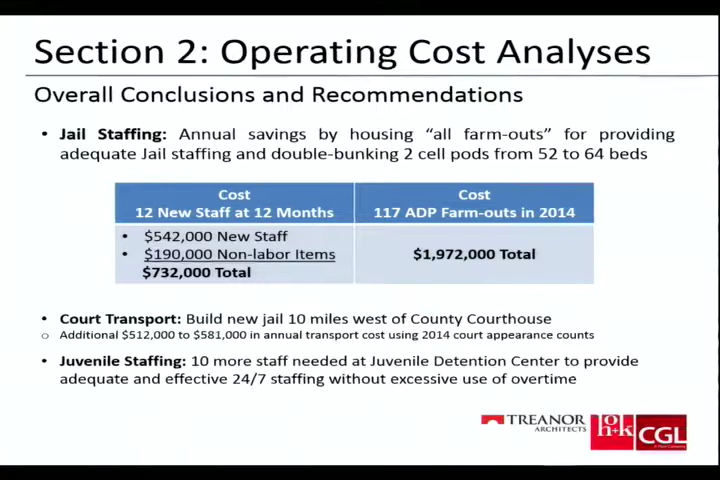 Section 2: Operating Cost Analyses
Overall Conclusions and Recommendations
• Jail Staffing: Annual savings by housing “all farm-outs” for providing
adequate Jail staffing and double-bunking 2 cell pods from 52 to 64 beds
Cost
12 New Staff at 12 Months
Cost
117 ADP Farm-outs in 2014
• $542,000 New Staff
• $190,000 Non-labor Items
$732,000 Total
$1,972,000 Total
• Court Transport: Build new jail 10 miles west of County Courthouse
o Additional $512,000 to $581,000 in annual transport cost using 2014 court appearance counts
• Juvenile Staffing: 10 more staff needed at Juvenile Detention Center to provide
adequate and effective 24/7 staffing without excessive use of overtime
TREANOR
ARCHITECTS
ho
+k
CGL